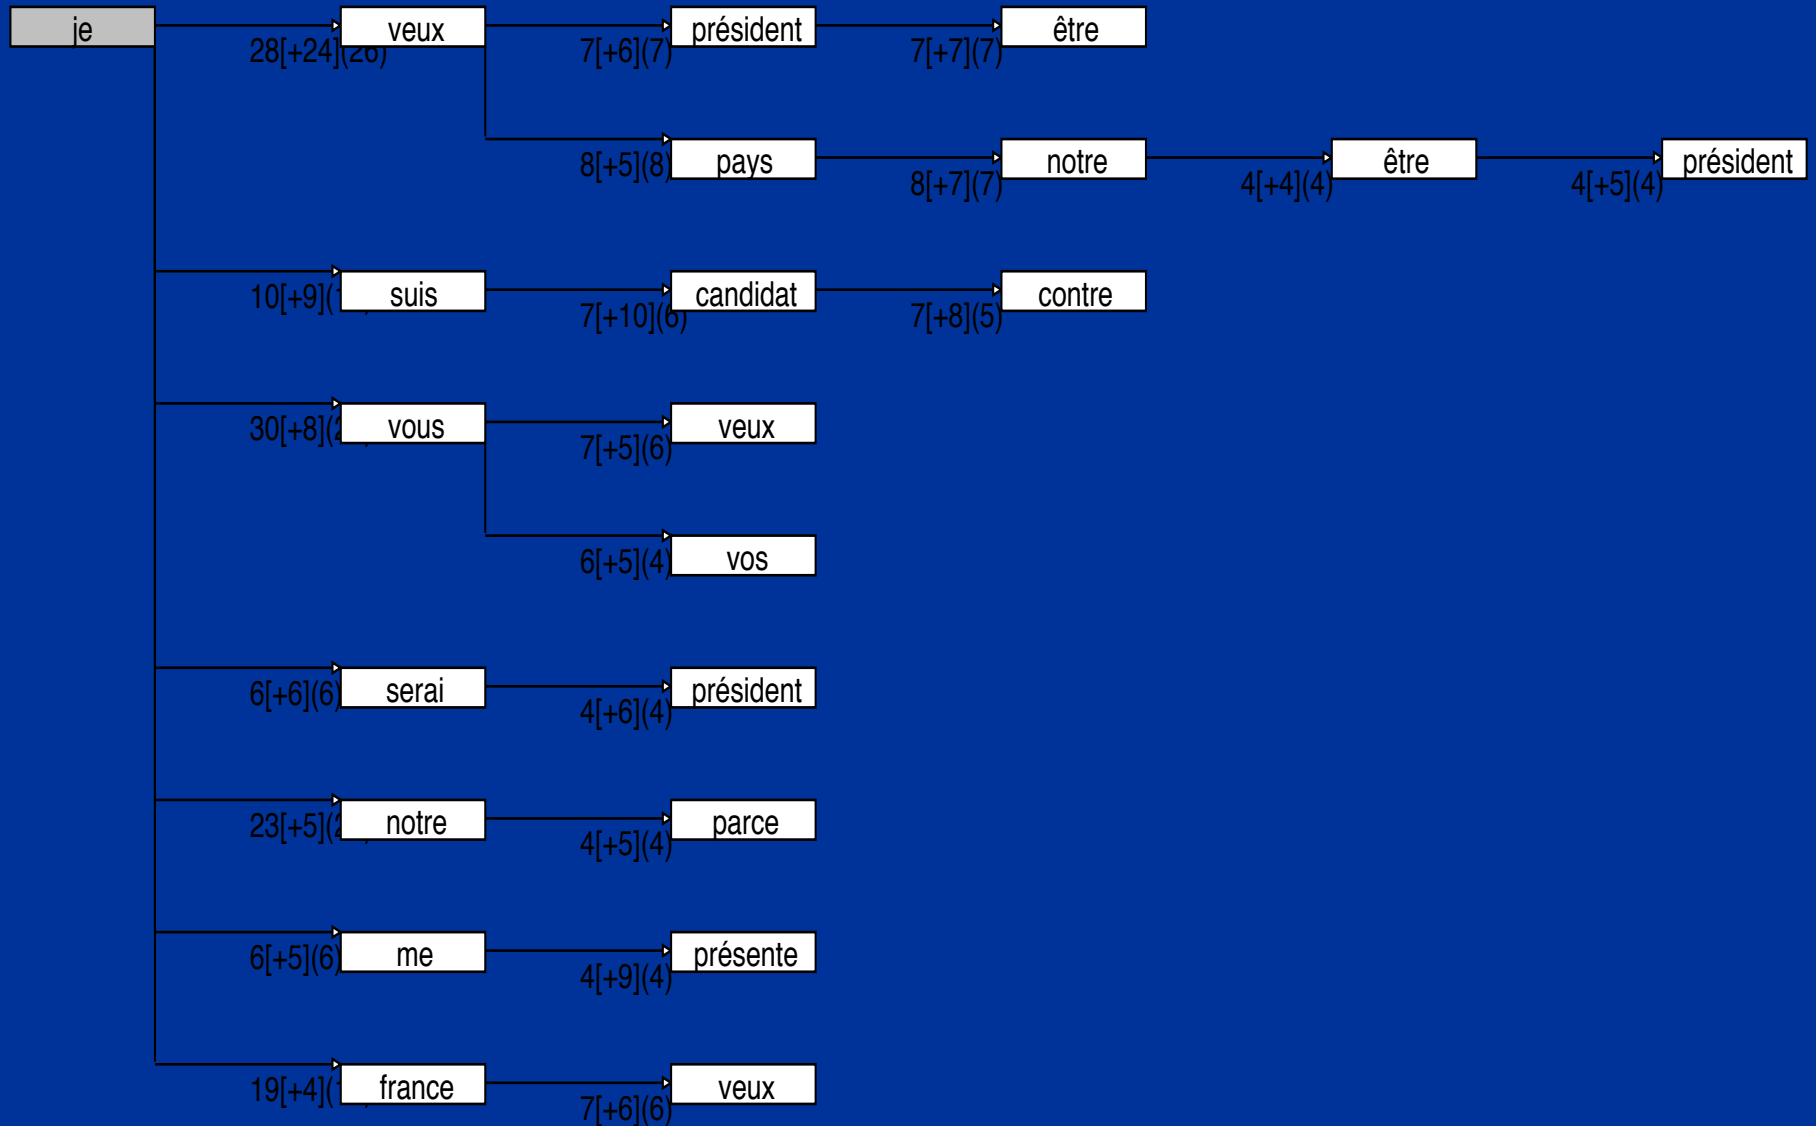 je veux président être
28[+24](26) 7[+6](7) 7[+7](7)
pays notre être président
8[+5](8) 8[+7](7) 4[+4](4) 4[+5](4)
suis candidat contre
10[+9]( 7[+10](6) 7[+8](5)
vous veux
30[+8]( 7[+5](6)
vos
6[+5](4)
serai président
6[+6](6) 4[+6](4)
notre parce
23[+5]( 4[+5](4)
me présente
6[+5](6) 4[+9](4)
france veux
19[+4]( 7[+6](6)